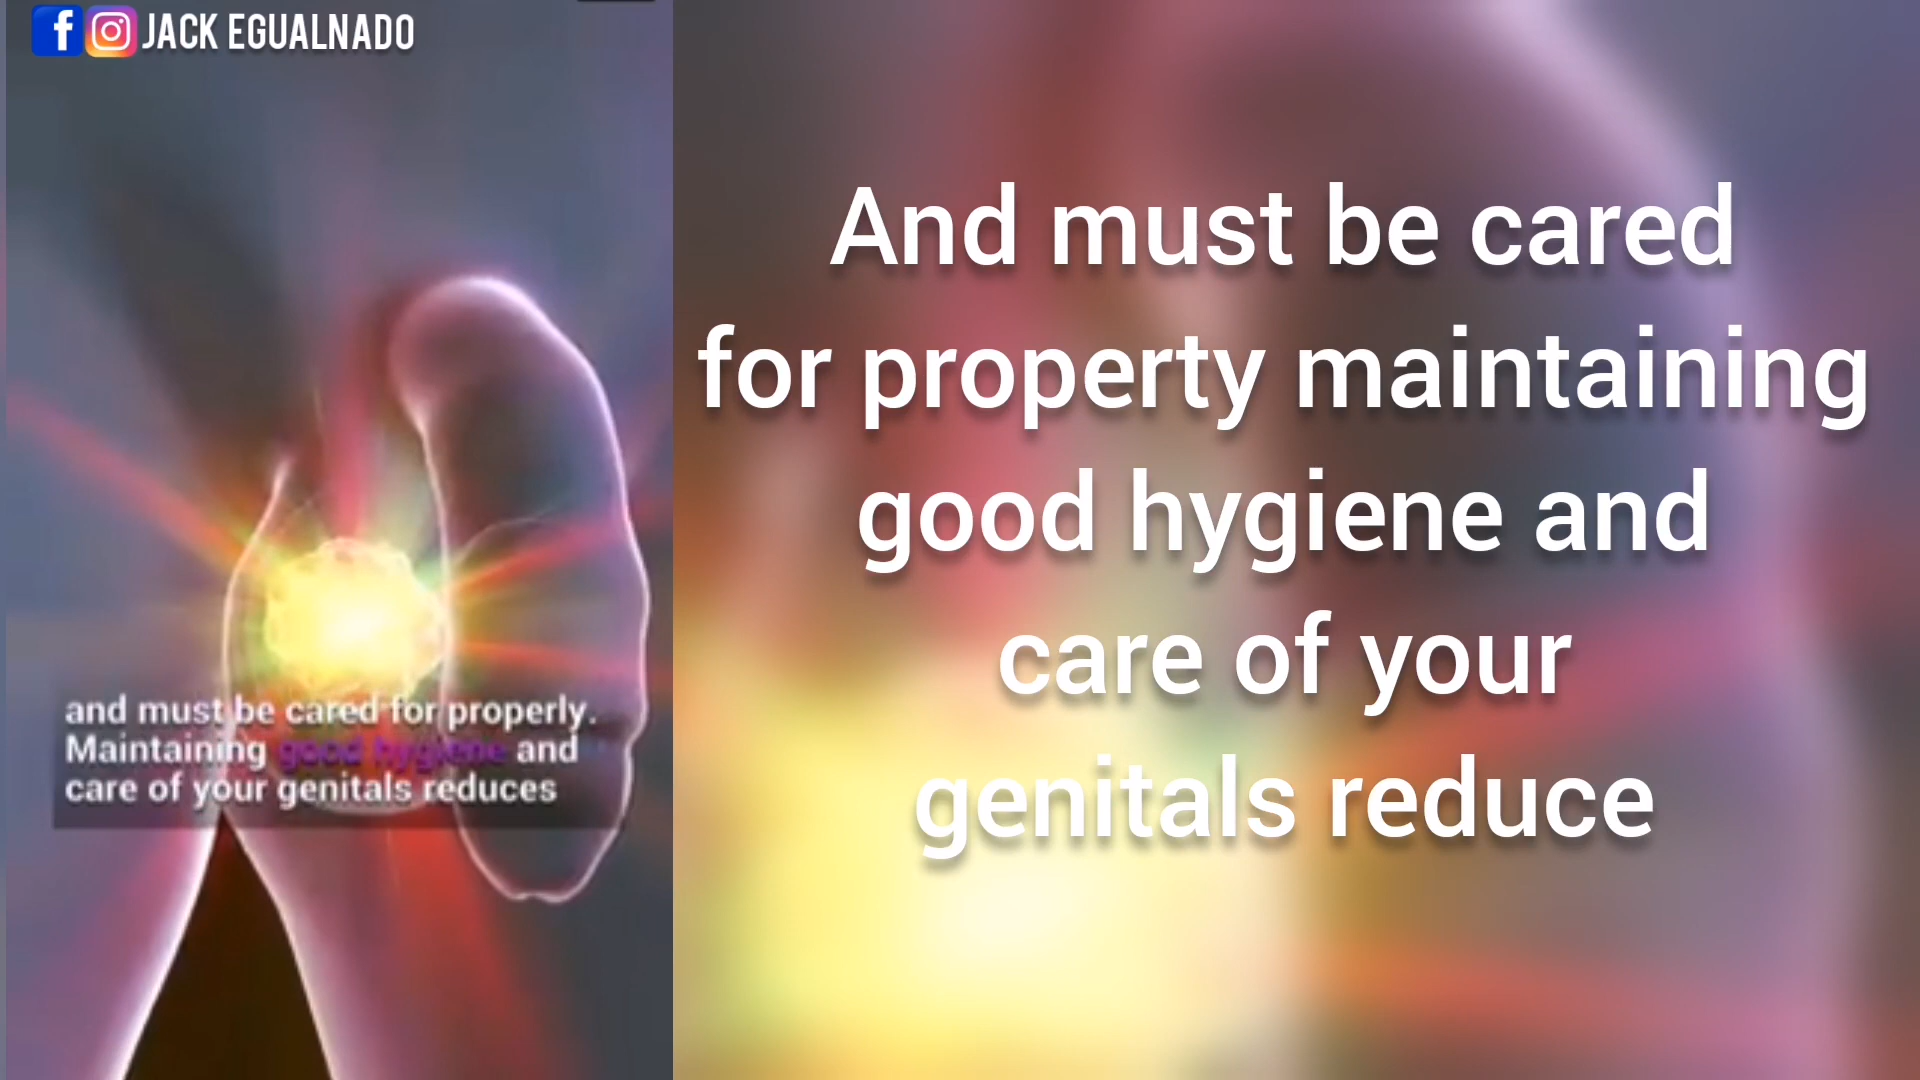 JACK EGUALNADO
and must be cared for properly.
Maintaining good hygiene and
care of your genitals reduces
And must be cared
for property maintaining
good hygiene and
care of your
genitals reduce